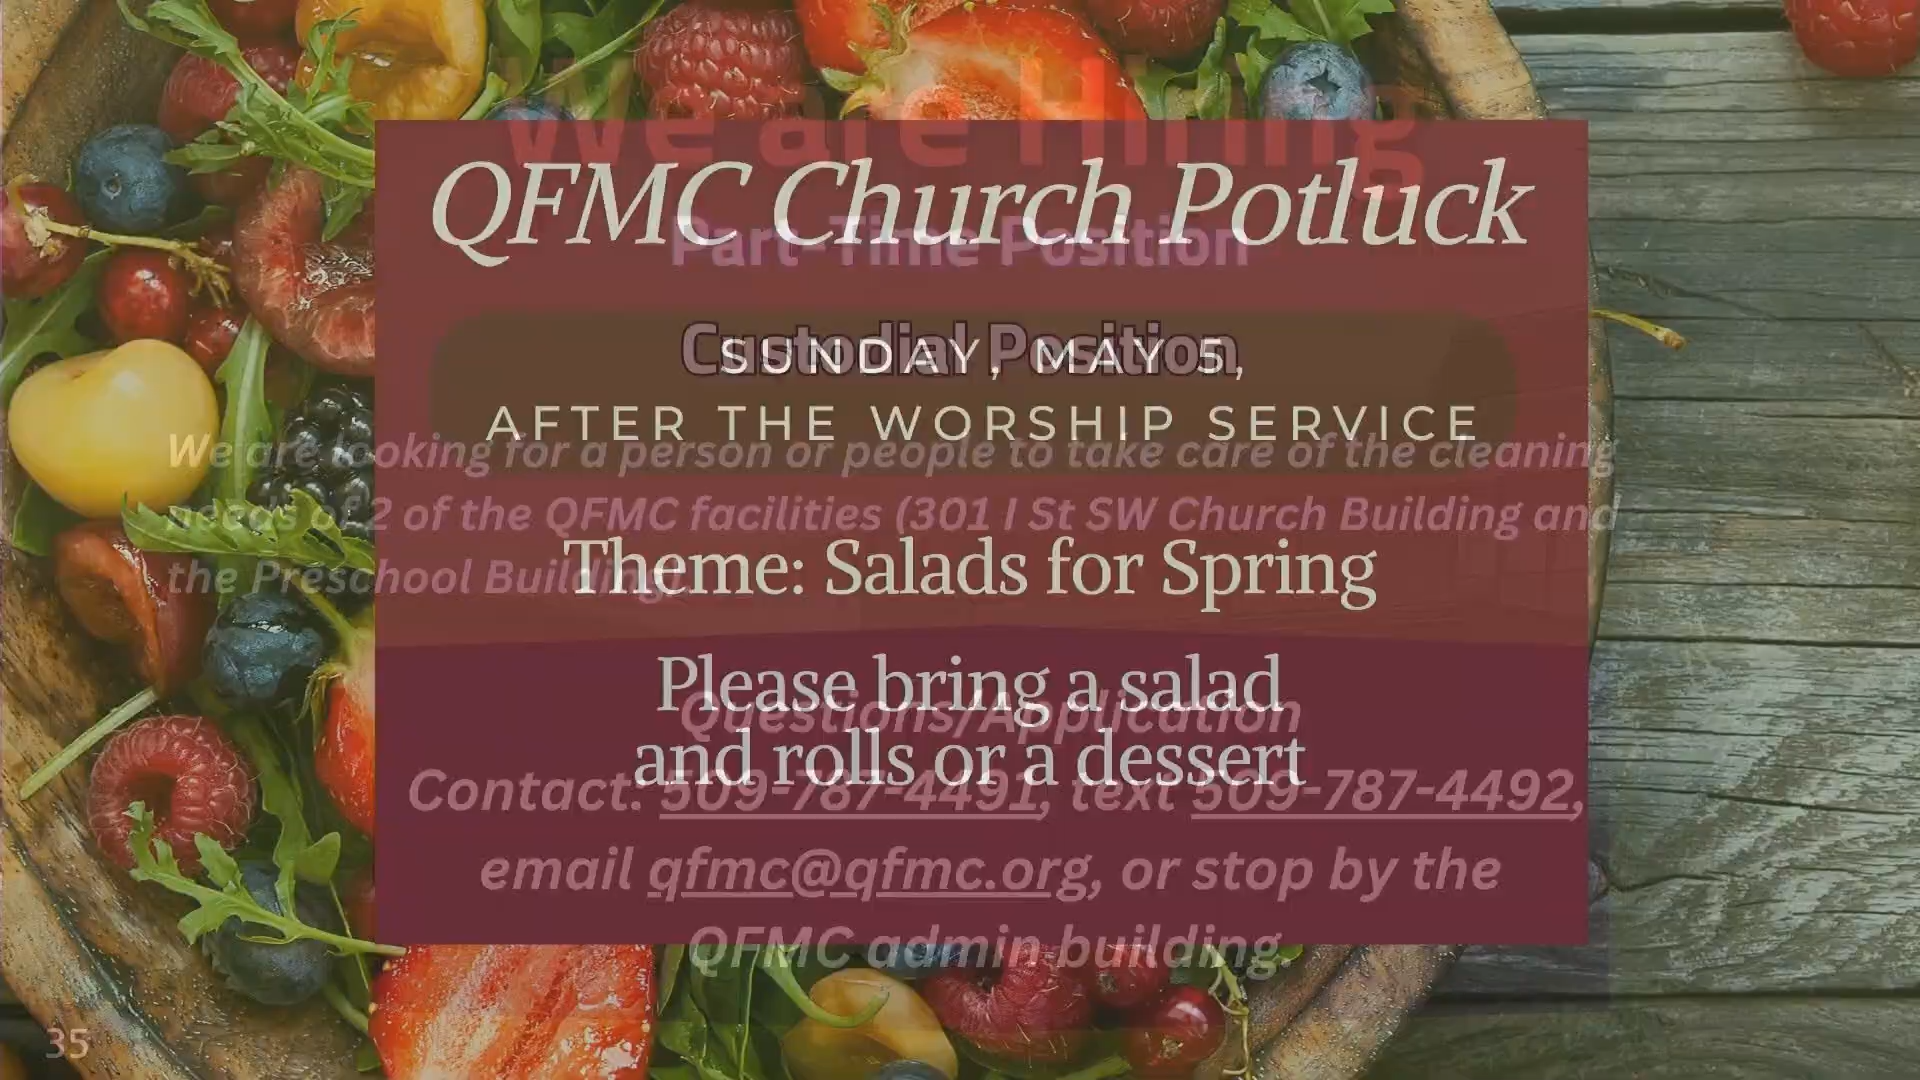 We are Hiring
QFMC Church Potluck
Part-Time Position
Custodial Position
SUNDAY, MAY 5,
AFTER THE WORSHIP SERVICE
We are looking for a person or people to take care of the cleaning
needs of 2 of the QFMC facilities (301 I St SW Church Building and
the Preschool Building).
Theme: Salads for Spring
Please bring a salad
and rolls or a dessert
Questions/Application
Contact: 509-787-4491, text 509-787-4492,
email qfmc@qfmc.org, or stop by the
QFMC admin building.
35